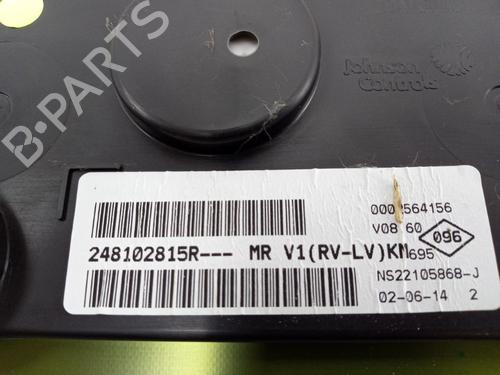 Johnson
Controls
B-PARTS
000 564156
V08 60
096
248102815R--- MR V1(RV-LV)KM
695
NS22105868-J
02-06-14 2